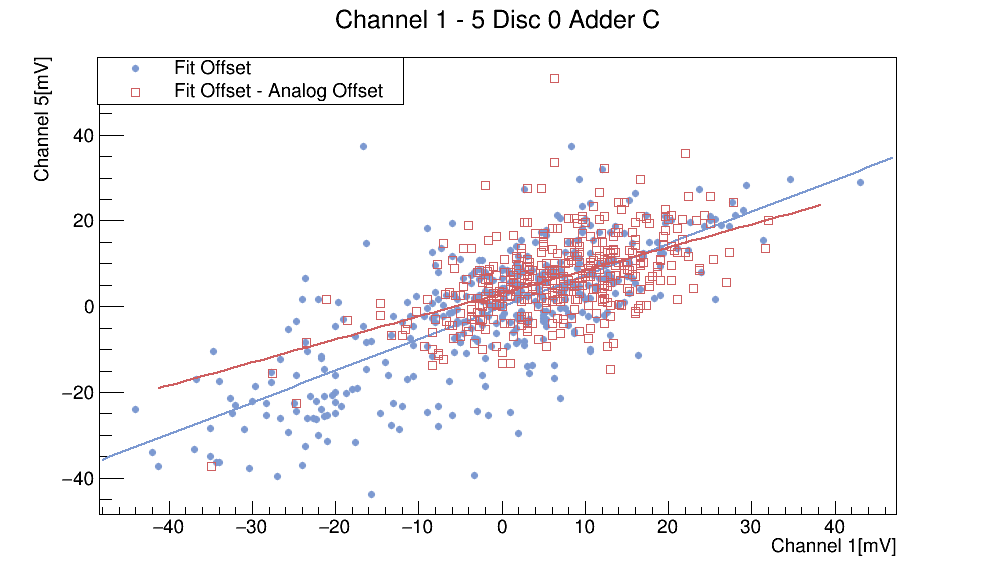 Channel 1 - 5 Disc 0 Adder C
Channel 5[mV]
Fit Offset
Fit Offset - Analog Offset
40
20
0
−20
−40
−40 −30 −20 −10 0 10 20 30 40
Channel 1[mV]